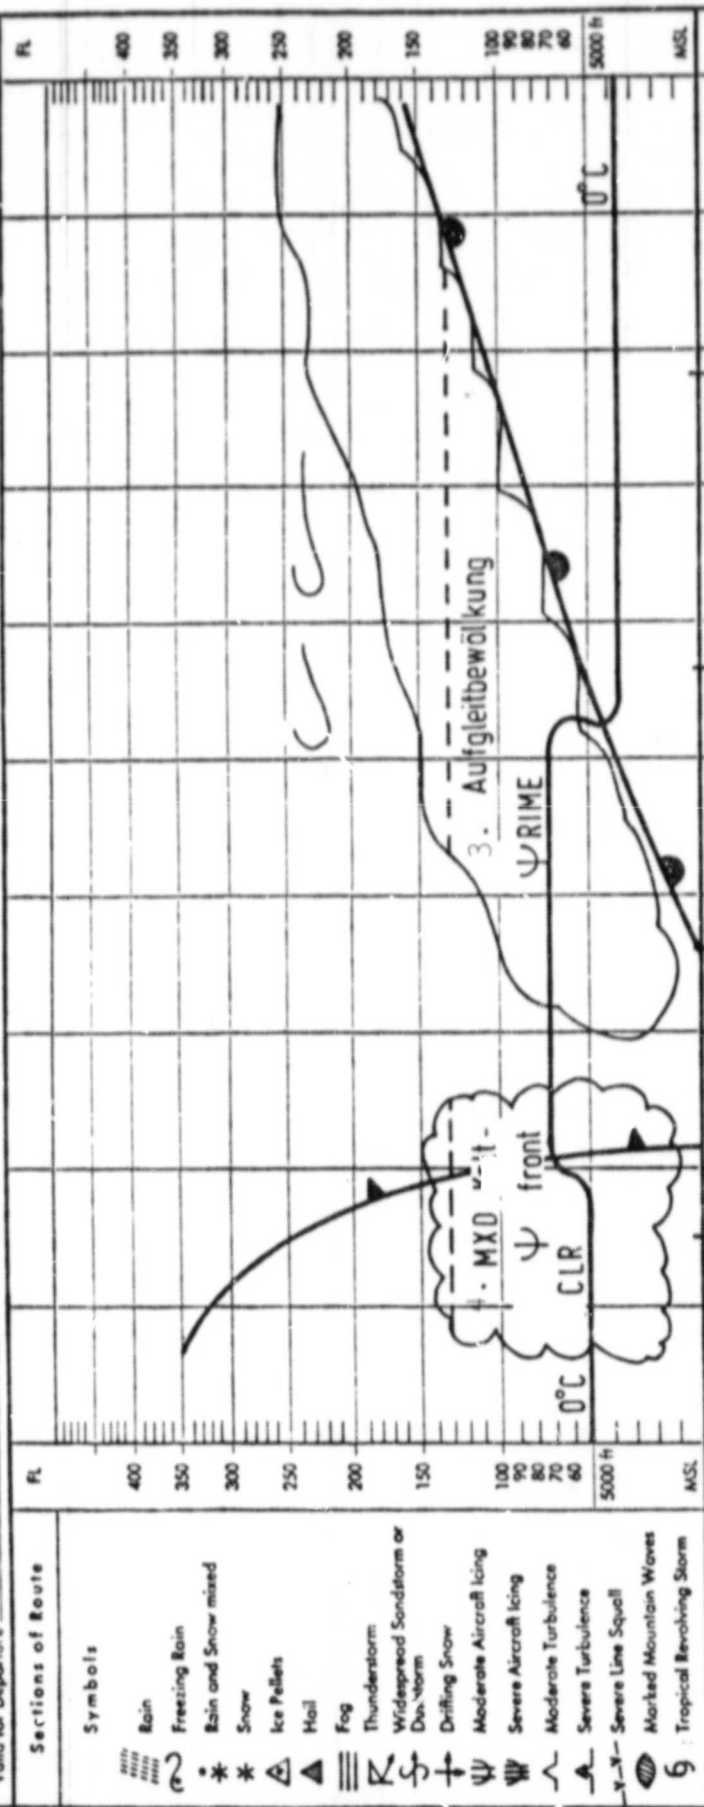 Sections of Route
Symbols
Rain
Freezing Rain
Rain and Snow mixed
Snow
Ice Pellets
Hail
Fog
Thunderstorm
Widespread Sandstorm or
Drifting Snow
Moderate Aircraft Icing
Severe Aircraft Icing
Moderate Turbulence
Severe Turbulence
Severe Line Squall
Marked Mountain Waves
Tropical Revolving Storm
FL
400
350
300
250
200
150
100
90
80
70
60
5000 ft
MSL
4. MXD
front
CLR
0°C
3. Aufgleitbewölkung
RIME
0°C
FL
400
350
300
250
200
150
100
90
80
70
60
5000 ft
MSL